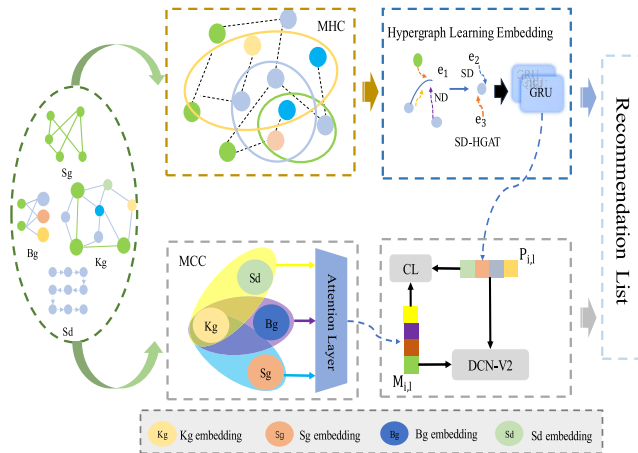 MHC
Hypergraph Learning Embedding
e1
e2
SD
ND
e3
SD-HGAT
GRU
GRU
Recommendation List
Sg
Bg
Kg
Sd
MCC
Sd
Kg
Bg
Sg
Attention Layer
CL
Pi,l
Mi,l
DCN-V2
Kg Kg embedding
Sg Sg embedding
Bg Bg embedding
Sd Sd embedding